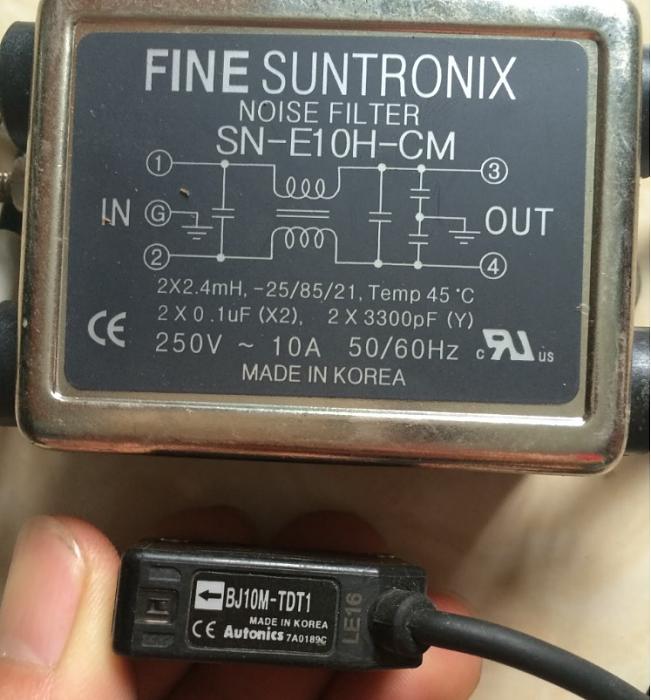 FINE SUNTRONIX
NOISE FILTER
SN-E10H-CM
1 3
IN G OUT
2 4
2X2.4mH, -25/85/21, Temp 45 °C
2 X 0.1uF (X2), 2 X 3300pF (Y)
CE 250V ~ 10A 50/60Hz c RU us
MADE IN KOREA
BJ10M-TDT1
MADE IN KOREA
CE Autonics 7A0189C
LE16